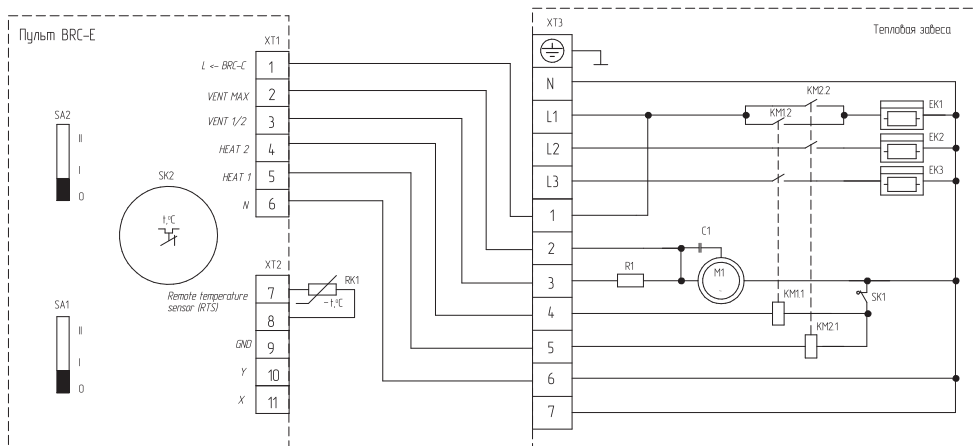 Пульт BRC-E
XT1
L <- BRC-C 1
VENT MAX 2
VENT 1/2 3
HEAT 2 4
HEAT 1 5
N 6
SA2
II
I
0
SK2
t,°C
XT2
Remote temperature
sensor (RTS)
7
8
GND 9
Y 10
X 11
RK1
-t,°C
SA1
II
I
0
XT3
Тепловая завеса
N
L1
L2
L3
1
2
3
4
5
6
7
KM2.2
KM1.2
EK1
EK2
EK3
C1
R1
M1
KM1.1
SK1
KM2.1